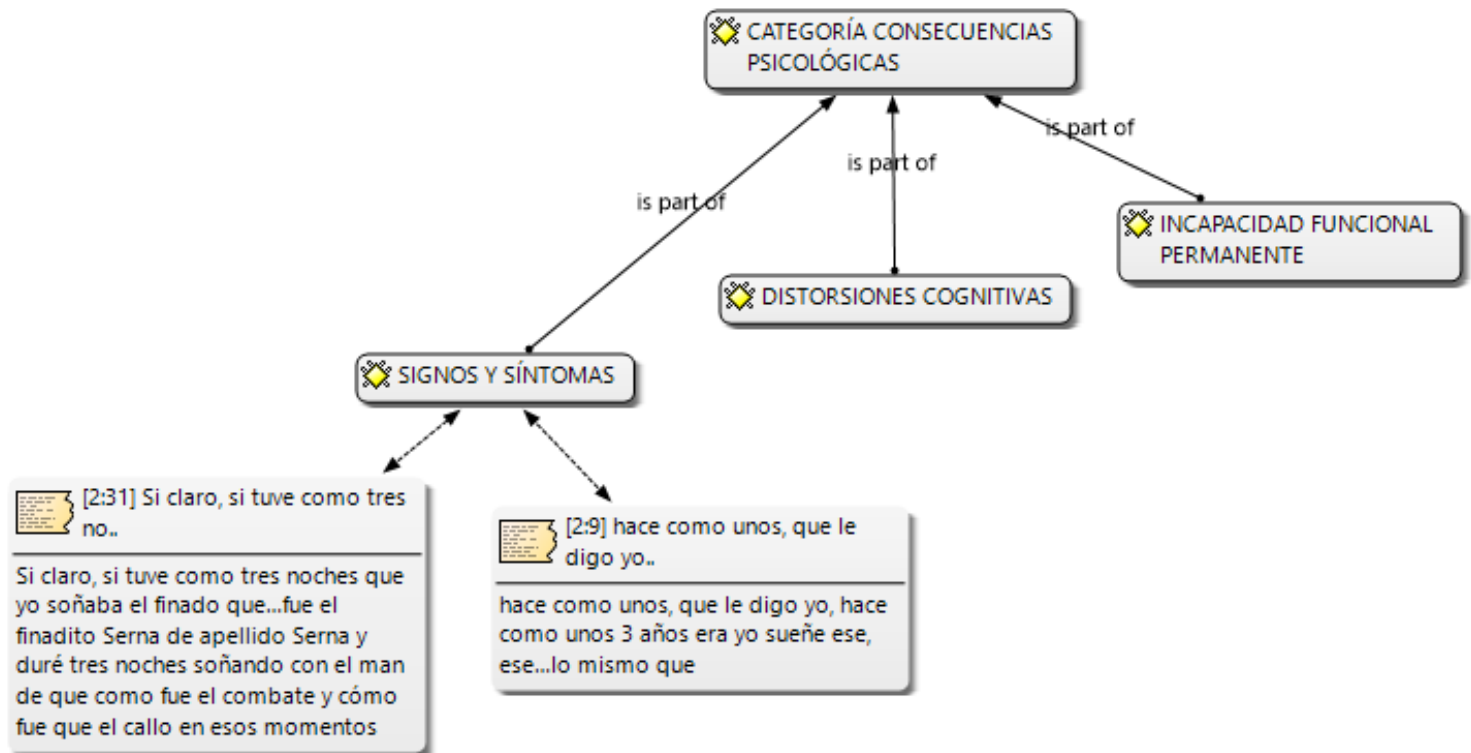 CATEGORÍA CONSECUENCIAS
PSICOLÓGICAS
is part of
is part of
is part of
INCAPACIDAD FUNCIONAL
PERMANENTE
DISTORSIONES COGNITIVAS
SIGNOS Y SÍNTOMAS
[2:31] Si claro, si tuve como tres
no..
Si claro, si tuve como tres noches que
yo soñaba el finado que...fue el
finadito Serna de apellido Serna y
duré tres noches soñando con el man
de que como fue el combate y cómo
fue que el callo en esos momentos
[2:9] hace como unos, que le
digo yo..
hace como unos, que le digo yo, hace
como unos 3 años era yo sueñe ese,
ese...lo mismo que